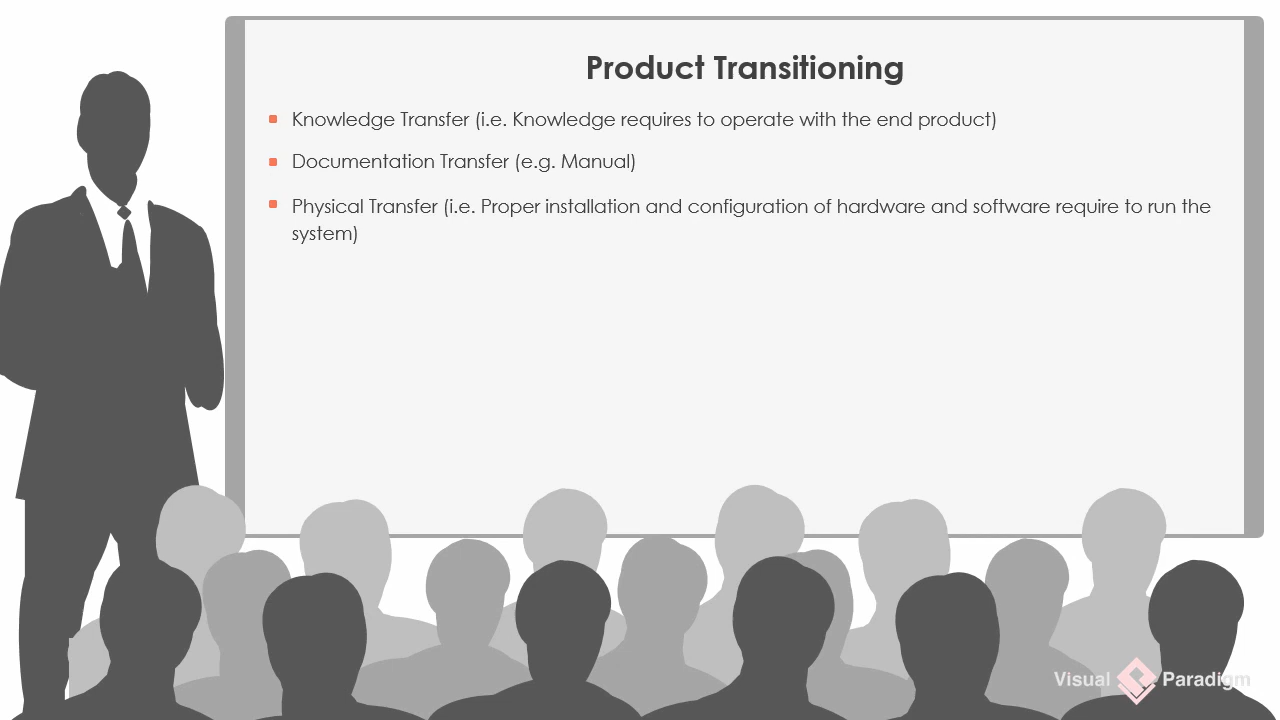 Product Transitioning
Knowledge Transfer (i.e. Knowledge requires to operate with the end product)
Documentation Transfer (e.g. Manual)
Physical Transfer (i.e. Proper installation and configuration of hardware and software require to run the
system)
Visual Paradigm